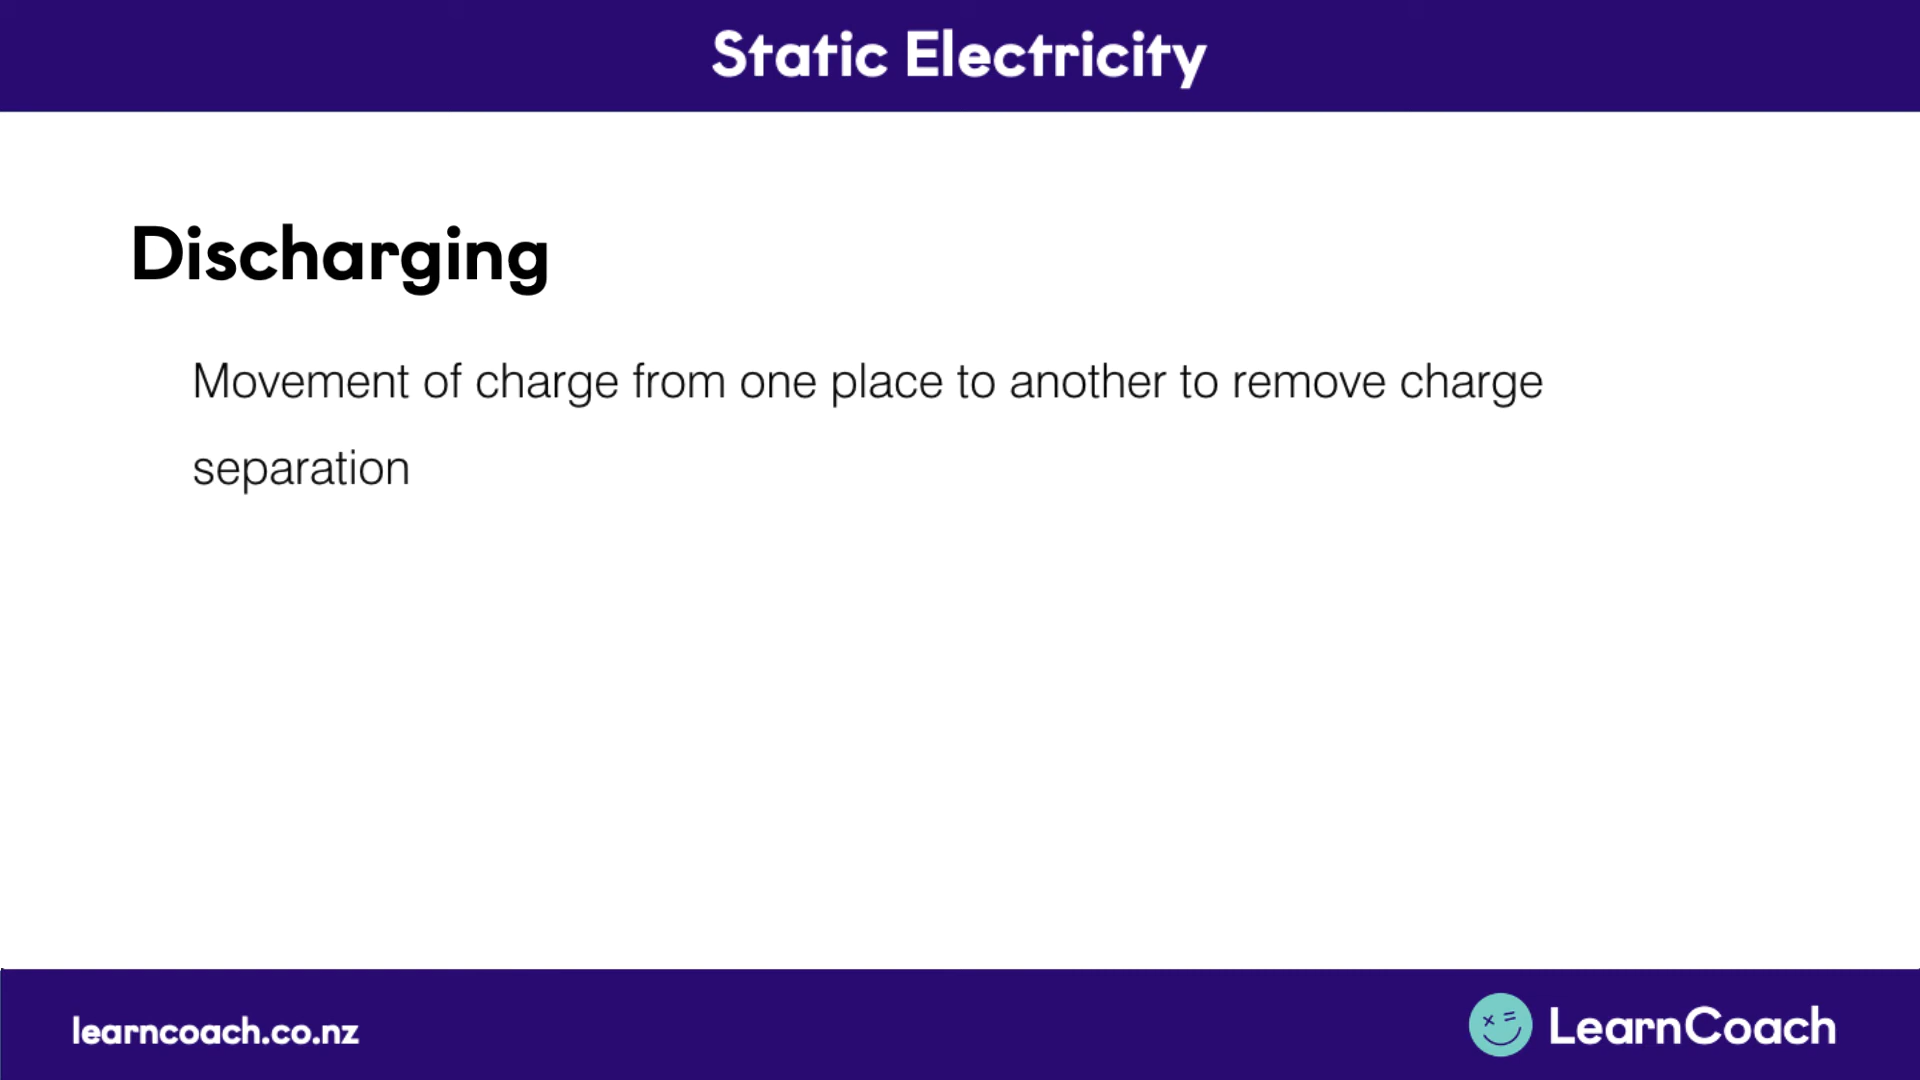 Static Electricity
Discharging
Movement of charge from one place to another to remove charge
separation
learncoach.co.nz
LearnCoach